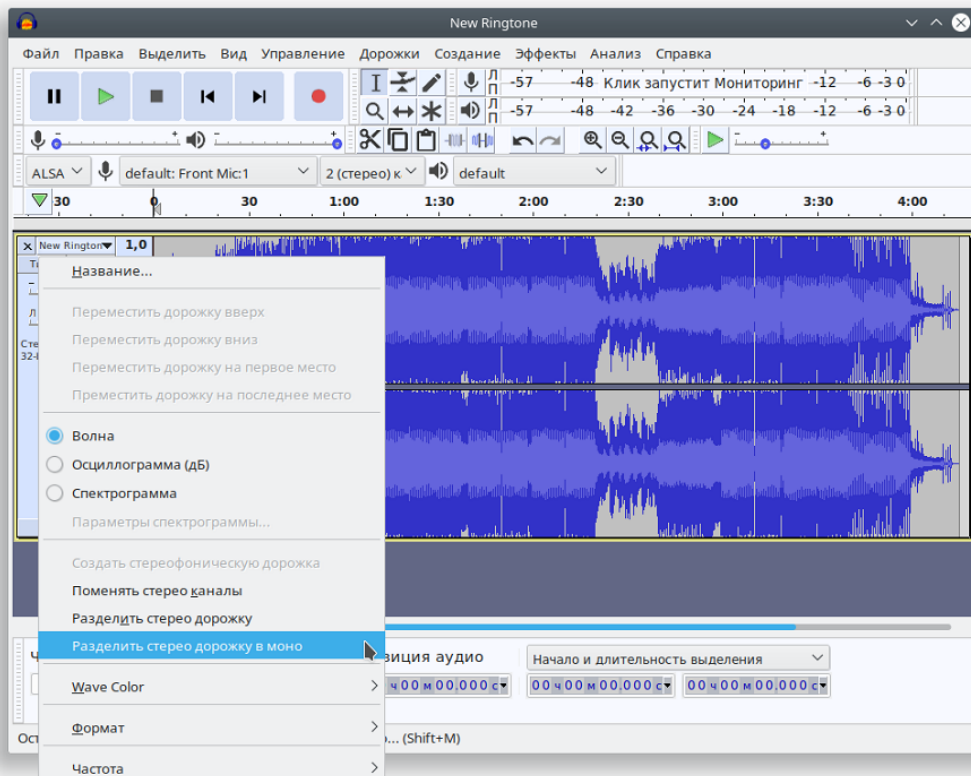 New Ringtone
Файл Правка Выделить Вид Управление Дорожки Создание Эффекты Анализ Справка
Л П -57 -48 Клик запустит Мониторинг -12 -6 -3 0
Л П -57 -48 -42 -36 -30 -24 -18 -12 -6 -3 0
- + - +
- +
ALSA default: Front Mic:1 2 (стерео) к default
30 0 30 1:00 1:30 2:00 2:30 3:00 3:30 4:00
X New Rington 1,0
Название...
Л
Сте
32-
Переместить дорожку вверх
Переместить дорожку вниз
Переместить дорожку на первое место
Преместить дорожку на последнее место
Волна
Осциллограмма (дБ)
Спектрограмма
Параметры спектрограммы...
Создать стереофоническую дорожка
Поменять стерео каналы
Разделить стерео дорожку
Разделить стерео дорожку в моно
зиция аудио Начало и длительность выделения
ч 00 м 00.000 с 00 ч 00 м 00.000 с 00 ч 00 м 00.000 с
Wave Color
Формат
Ост ... (Shift+M)
Частота